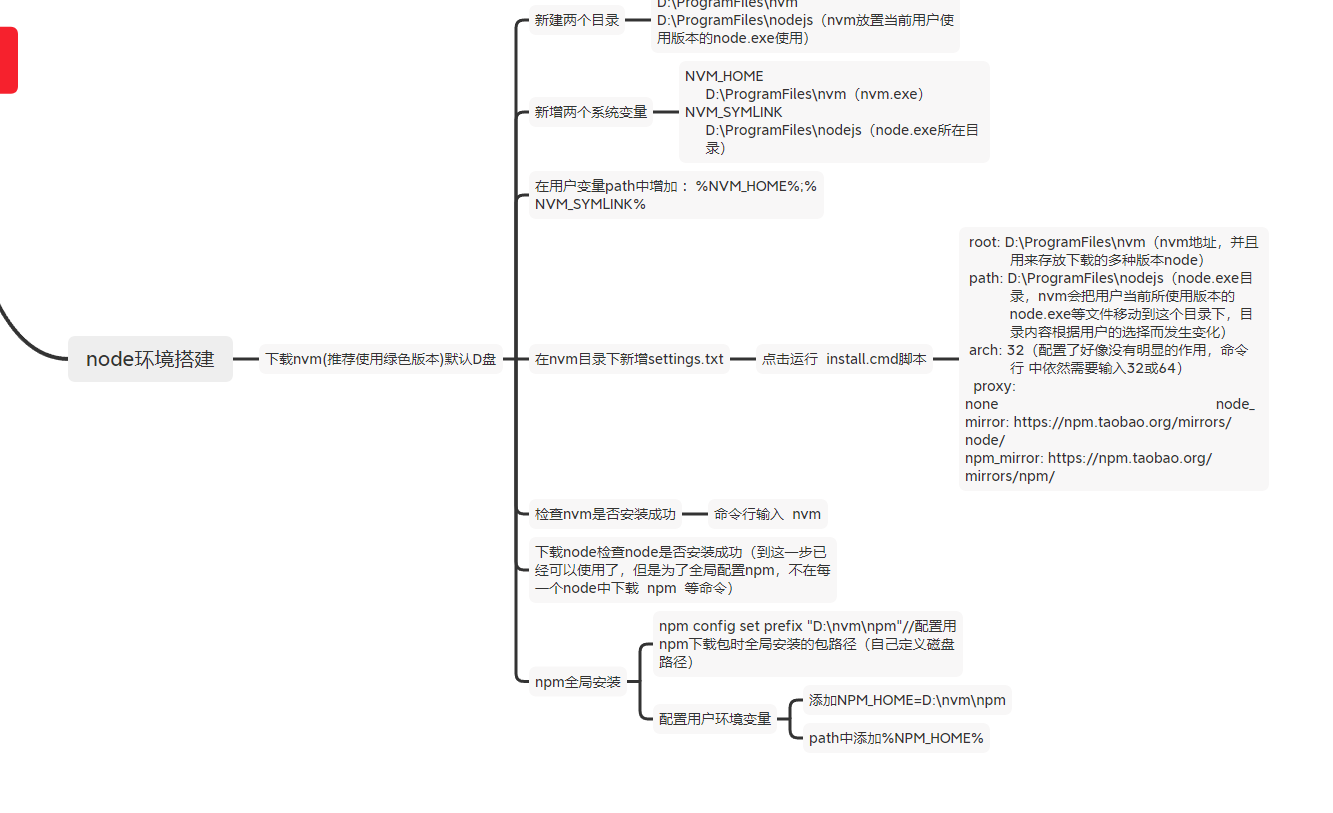 D:\ProgramFiles\nvm
新建两个目录
D:\ProgramFiles\nodejs（nvm放置当前用户使
用版本的node.exe使用）
新增两个系统变量
NVM_HOME
D:\ProgramFiles\nvm（nvm.exe）
NVM_SYMLINK
D:\ProgramFiles\nodejs（node.exe所在目
录）
在用户变量path中增加 ：%NVM_HOME%;%
NVM_SYMLINK%
node环境搭建
下载nvm(推荐使用绿色版本)默认D盘
在nvm目录下新增settings.txt
点击运行 install.cmd脚本
root: D:\ProgramFiles\nvm（nvm地址，并且
用来存放下载的多种版本node）
path: D:\ProgramFiles\nodejs（node.exe目
录，nvm会把用户当前所使用版本的
node.exe等文件移动到这个目录下，目
录内容根据用户的选择而发生变化）
arch: 32（配置了好像没有明显的作用，命令
行 中依然需要输入32或64）
proxy:
none node_
mirror: https://npm.taobao.org/mirrors/
node/
npm_mirror: https://npm.taobao.org/
mirrors/npm/
检查nvm是否安装成功
命令行输入 nvm
下载node检查node是否安装成功（到这一步已
经可以使用了，但是为了全局配置npm，不在每
一个node中下载 npm 等命令）
npm全局安装
npm config set prefix "D:\nvm\npm"//配置用
npm下载包时全局安装的包路径（自己定义磁盘
路径）
配置用户环境变量
添加NPM_HOME=D:\nvm\npm
path中添加%NPM_HOME%